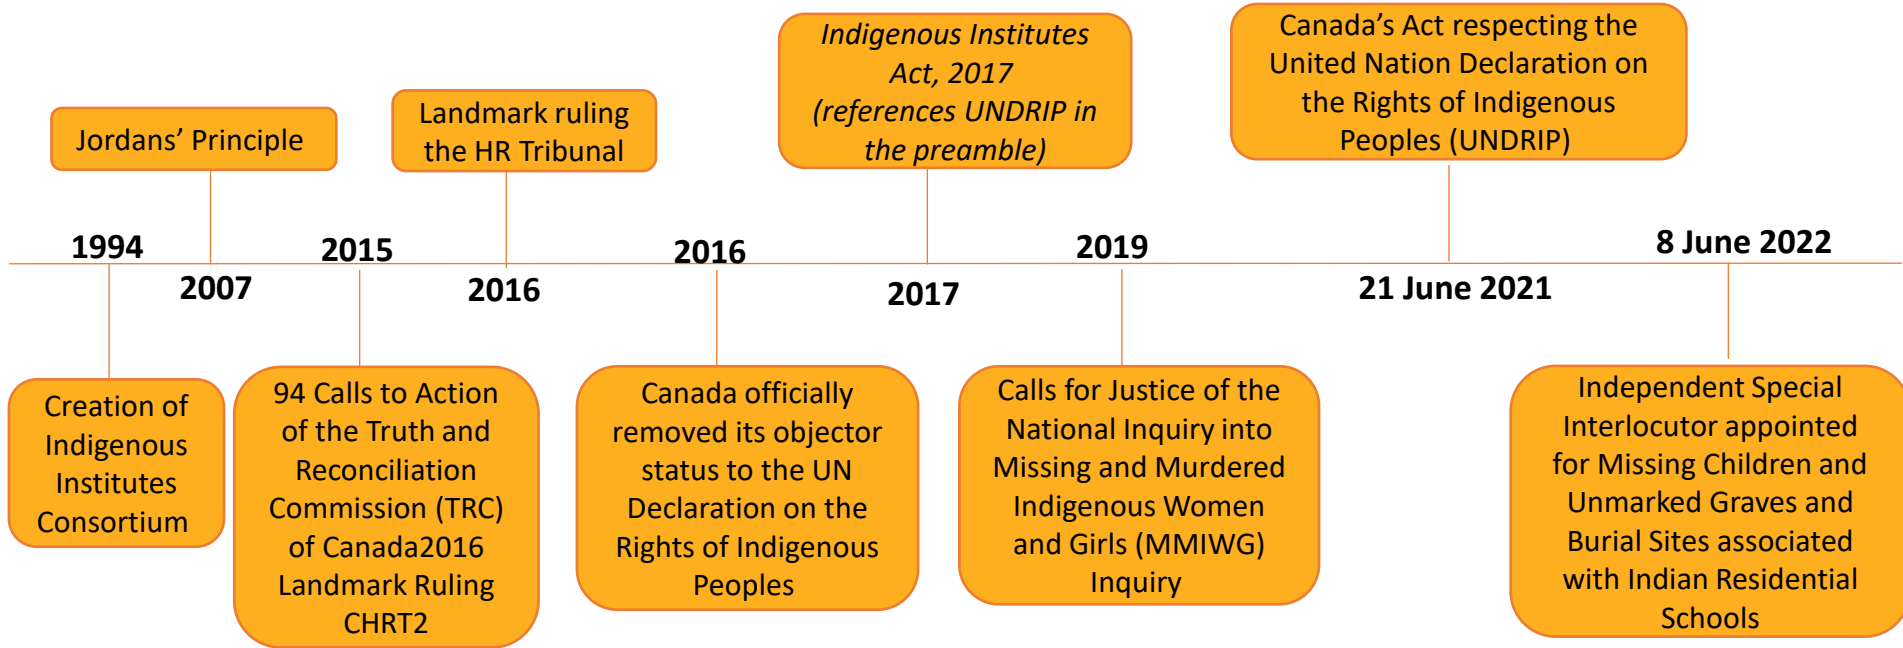 Jordans’ Principle
Landmark ruling
the HR Tribunal
Indigenous Institutes
Act, 2017
(references UNDRIP in
the preamble)
Canada’s Act respecting the
United Nation Declaration on
the Rights of Indigenous
Peoples (UNDRIP)
1994
2007
2015
2016
2016
2017
2019
21 June 2021
8 June 2022
Creation of
Indigenous
Institutes
Consortium
94 Calls to Action
of the Truth and
Reconciliation
Commission (TRC)
of Canada2016
Landmark Ruling
CHRT2
Canada officially
removed its objector
status to the UN
Declaration on the
Rights of Indigenous
Peoples
Calls for Justice of the
National Inquiry into
Missing and Murdered
Indigenous Women
and Girls (MMIWG)
Inquiry
Independent Special
Interlocutor appointed
for Missing Children and
Unmarked Graves and
Burial Sites associated
with Indian Residential
Schools